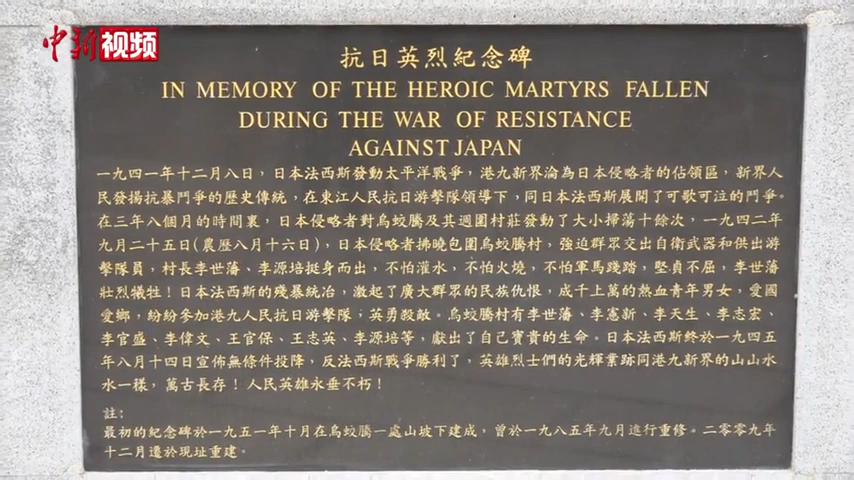 中新视频
抗日英烈紀念碑
IN MEMORY OF THE HEROIC MARTYRS FALLEN
DURING THE WAR OF RESISTANCE
AGAINST JAPAN
一九四一年十二月八日，日本法西斯發動太平洋戰爭，港九新界淪為日本侵略者的佔領區，新界人
民發揚抗暴鬥爭的歷史傳統，在東江人民抗日游擊隊領導下，同日本法西斯展開了可歌可泣的鬥爭。
在三年八個月的時間裏，日本侵略者對烏蛟騰及其週圍村莊發動了大小掃蕩十餘次，一九四二年
九月二十五日(農歷八月十六日)，日本侵略者拂曉包圍烏蛟騰村，強迫群眾交出自衛武器和供出游
擊隊員，村長李世藩、李源培挺身而出，不怕灌水，不怕火燒，不怕軍馬踐踏，堅貞不屈，李世藩
壯烈犧牲！日本法西斯的殘暴統治，激起了廣大群眾的民族仇恨，成千上萬的熱血青年男女，愛國
愛鄉，紛紛參加港九人民抗日游擊隊，英勇殺敵。烏蛟騰村有李世藩、李憲新、李天生、李志宏、
李官盛、李偉文、王官保、王志英、李源培等，獻出了自己寶貴的生命。日本法西斯終於一九四五
年八月十四日宣佈無條件投降，反法西斯戰爭勝利了，英雄烈士們的光輝業跡同港九新界的山山水
水一樣，萬古長存！人民英雄永垂不朽！
註：
最初的紀念碑於一九五一年十月在烏蛟騰一處山坡下建成，曾於一九八五年九月進行重修。二零零九年
十二月遷於現址重建。